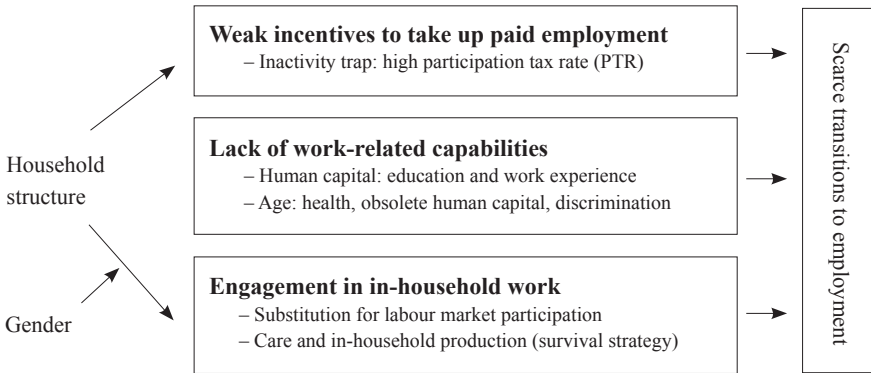 Weak incentives to take up paid employment
– Inactivity trap: high participation tax rate (PTR)
Lack of work-related capabilities
– Human capital: education and work experience
– Age: health, obsolete human capital, discrimination
Household
structure
Engagement in in-household work
– Substitution for labour market participation
– Care and in-household production (survival strategy)
Gender
Scarce transitions to employment